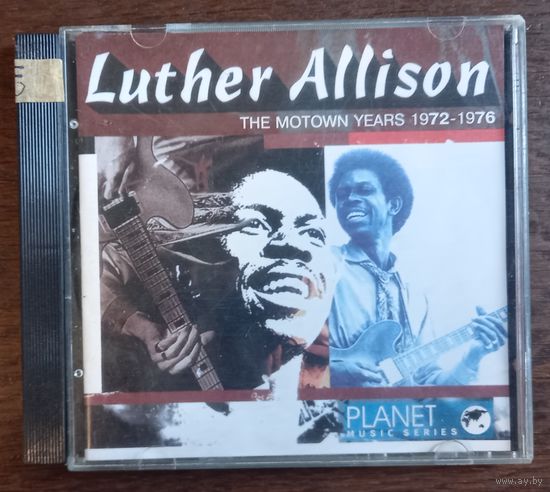 Luther Allison
THE MOTOWN YEARS 1972-1976
PLANET
MUSIC SERIES
www.ay.by